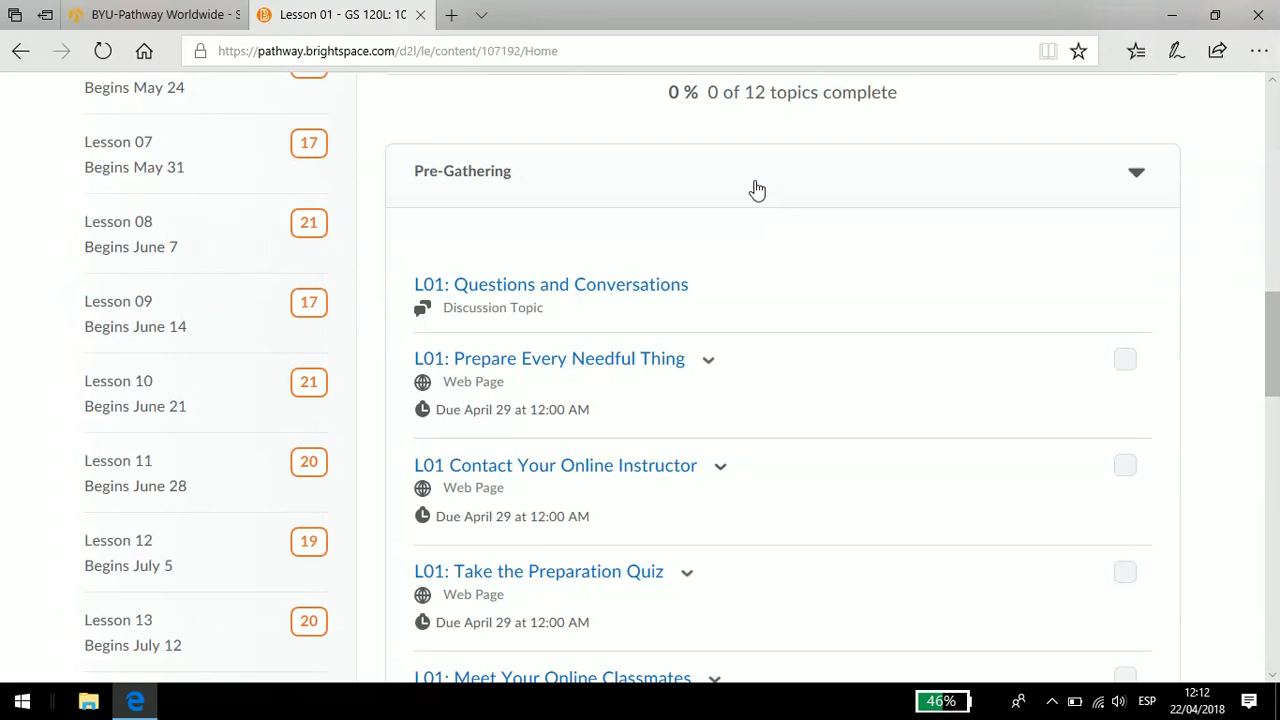 BYU-Pathway Worldwide - S
Lesson 01 - GS 120L: 10
https://pathway.brightspace.com/d2l/le/content/107192/Home
Begins May 24
Lesson 07
17
Begins May 31
Lesson 08
21
Begins June 7
Lesson 09
17
Begins June 14
Lesson 10
21
Begins June 21
Lesson 11
20
Begins June 28
Lesson 12
19
Begins July 5
Lesson 13
20
Begins July 12
0 % 0 of 12 topics complete
Pre-Gathering
L01: Questions and Conversations
Discussion Topic
L01: Prepare Every Needful Thing
Web Page
Due April 29 at 12:00 AM
L01 Contact Your Online Instructor
Web Page
Due April 29 at 12:00 AM
L01: Take the Preparation Quiz
Web Page
Due April 29 at 12:00 AM
L01: Meet Your Online Classmates
46%
ESP
12:12
22/04/2018